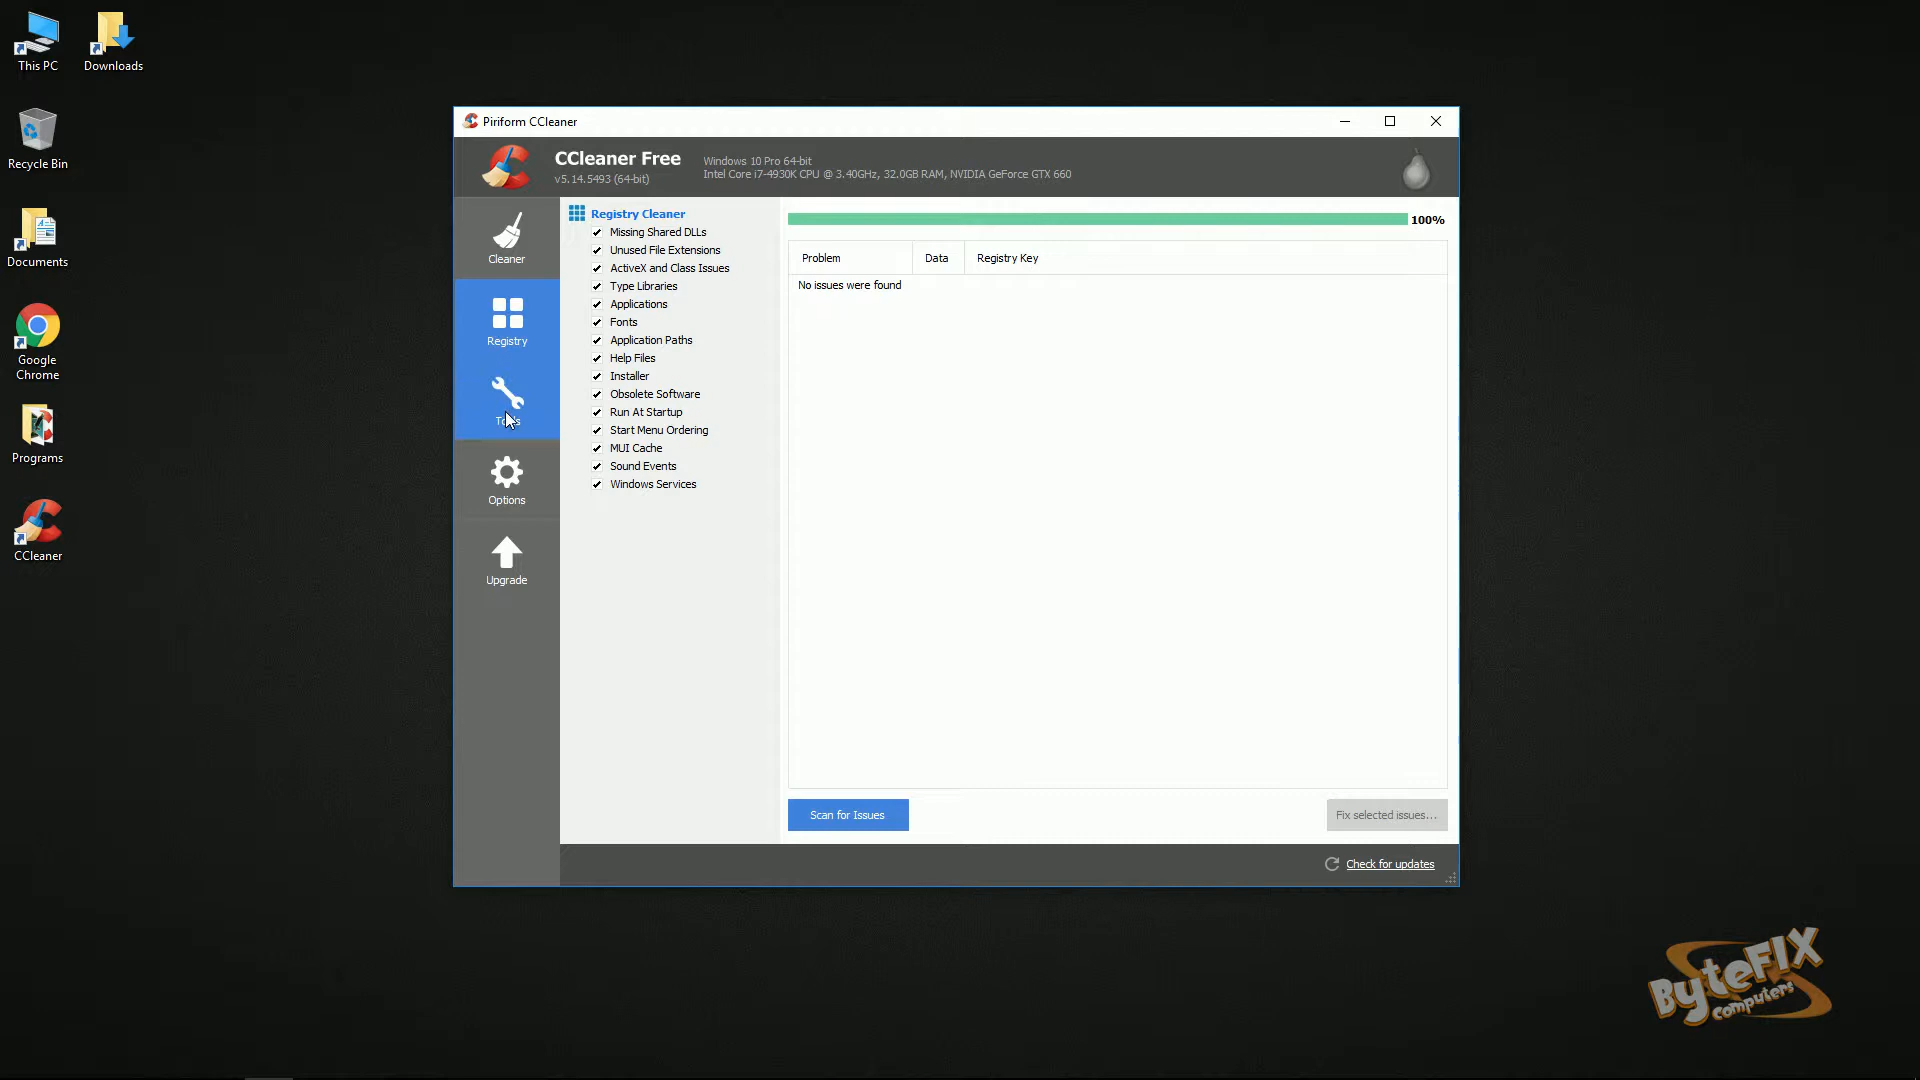 This PC
Downloads
Recycle Bin
Documents
Google
Chrome
Programs
CCleaner
Piriform CCleaner
CCleaner Free
v5.14.5493 (64-bit)
Windows 10 Pro 64-bit
Intel Core i7-4930K CPU @ 3.40GHz, 32.0GB RAM, NVIDIA GeForce GTX 660
Cleaner
Registry
Tools
Options
Upgrade
Registry Cleaner
Missing Shared DLLs
Unused File Extensions
ActiveX and Class Issues
Type Libraries
Applications
Fonts
Application Paths
Help Files
Installer
Obsolete Software
Run At Startup
Start Menu Ordering
MUI Cache
Sound Events
Windows Services
100%
Problem Data Registry Key
No issues were found
Scan for Issues
Fix selected issues...
Check for updates
ByteFIX
Computers